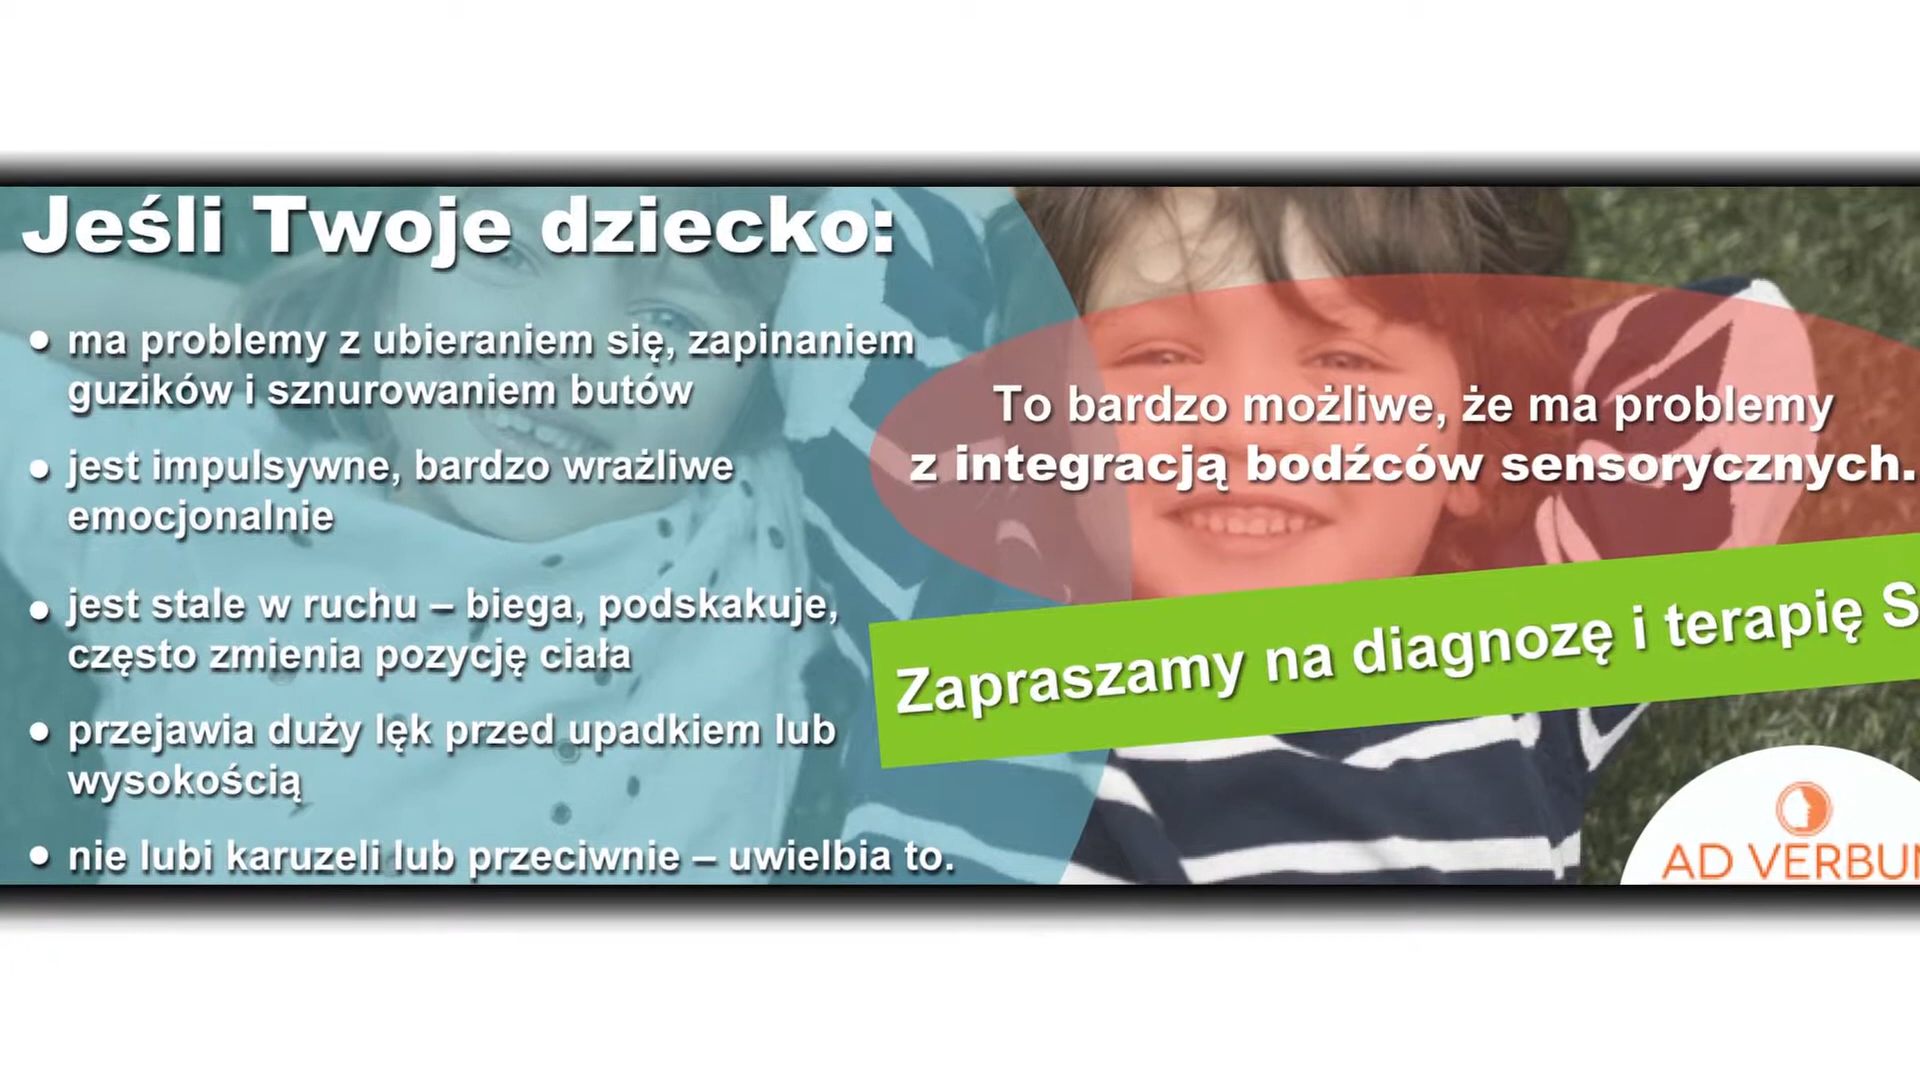 Jeśli Twoje dziecko:
● ma problemy z ubieraniem się, zapinaniem
guzików i sznurowaniem butów
● jest impulsywne, bardzo wrażliwe
emocjonalnie
● jest stale w ruchu – biega, podskakuje,
często zmienia pozycję ciała
● przejawia duży lęk przed upadkiem lub
wysokością
● nie lubi karuzeli lub przeciwnie – uwielbia to.
To bardzo możliwe, że ma problemy
z integracją bodźców sensorycznych.
Zapraszamy na diagnozę i terapię S
AD VERBU